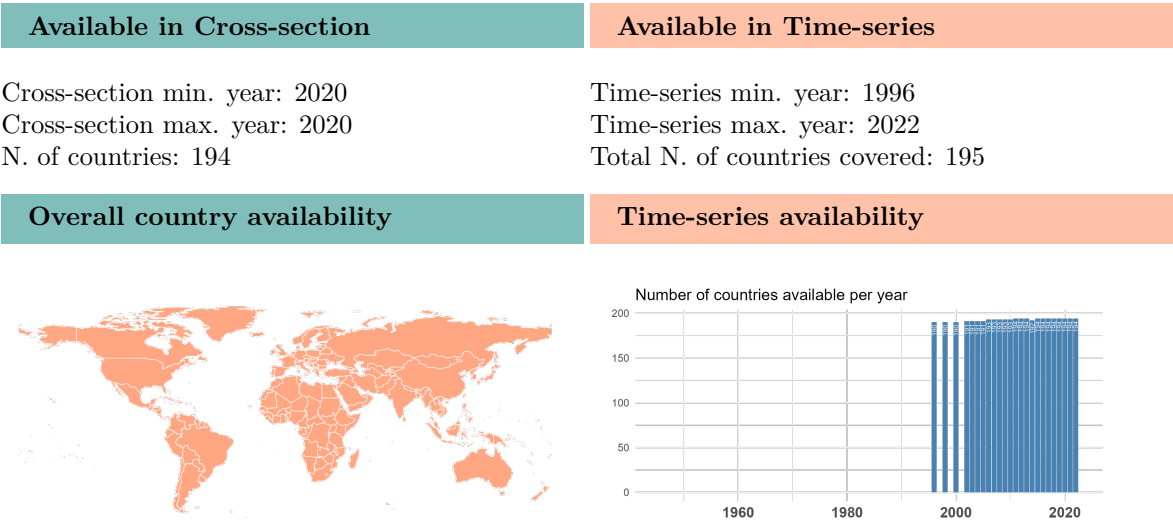 Available in Cross-section
Available in Time-series
Cross-section min. year: 2020
Cross-section max. year: 2020
N. of countries: 194
Time-series min. year: 1996
Time-series max. year: 2022
Total N. of countries covered: 195
Overall country availability
Time-series availability
Number of countries available per year
200
150
100
50
0
1960
1980
2000
2020